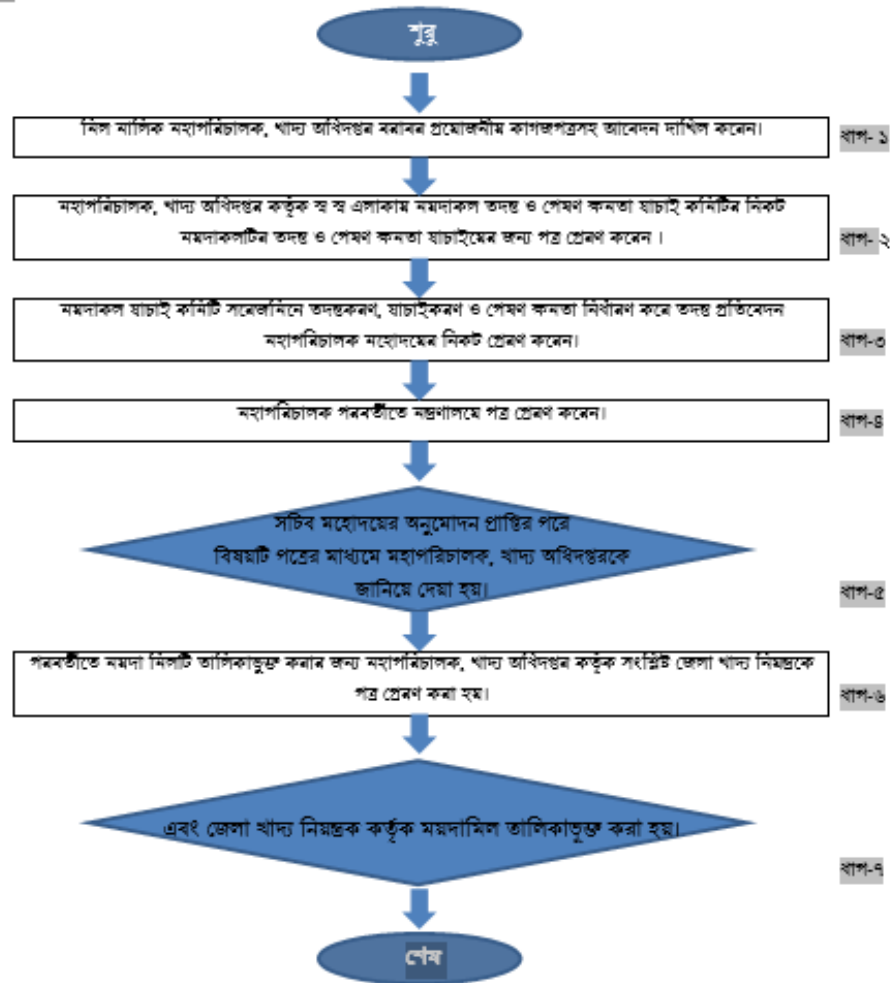 শুরু
মিল মালিক মহাপরিচালক, খাদ্য অধিদপ্তর বরাবর প্রয়োজনীয় কাগজপত্রসহ আবেদন দাখিল করেন।
ধাপ- ১
মহাপরিচালক, খাদ্য অধিদপ্তর কর্তৃক স্ব স্ব এলাকায় ময়দাকল তদন্ত ও পেষণ ক্ষমতা যাচাই কমিটির নিকট
ময়দাকলটির তদন্ত ও পেষণ ক্ষমতা যাচাইয়ের জন্য পত্র প্রেরণ করেন ।
ধাপ- ২
ময়দাকল যাচাই কমিটি সরেজমিনে তদন্তকরণ, যাচাইকরণ ও পেষণ ক্ষমতা নির্ধারণ করে তদন্ত প্রতিবেদন
মহাপরিচালক মহোদয়ের নিকট প্রেরণ করেন।
ধাপ-৩
মহাপরিচালক পরবর্তীতে মন্ত্রণালয়ে পত্র প্রেরণ করেন।
ধাপ-৪
সচিব মহোদয়ের অনুমোদন প্রাপ্তির পরে
বিষয়টি পত্রের মাধ্যমে মহাপরিচালক, খাদ্য অধিদপ্তরকে
জানিয়ে দেয়া হয়।
ধাপ-৫
পরবর্তীতে ময়দা মিলটি তালিকাভুক্ত করার জন্য মহাপরিচালক, খাদ্য অধিদপ্তর কর্তৃক সংশ্লিষ্ট জেলা খাদ্য নিয়ন্ত্রকে
পত্র প্রেরণ করা হয়।
ধাপ-৬
এবং জেলা খাদ্য নিয়ন্ত্রক কর্তৃক ময়দামিল তালিকাভুক্ত করা হয়।
ধাপ-৭
শেষ